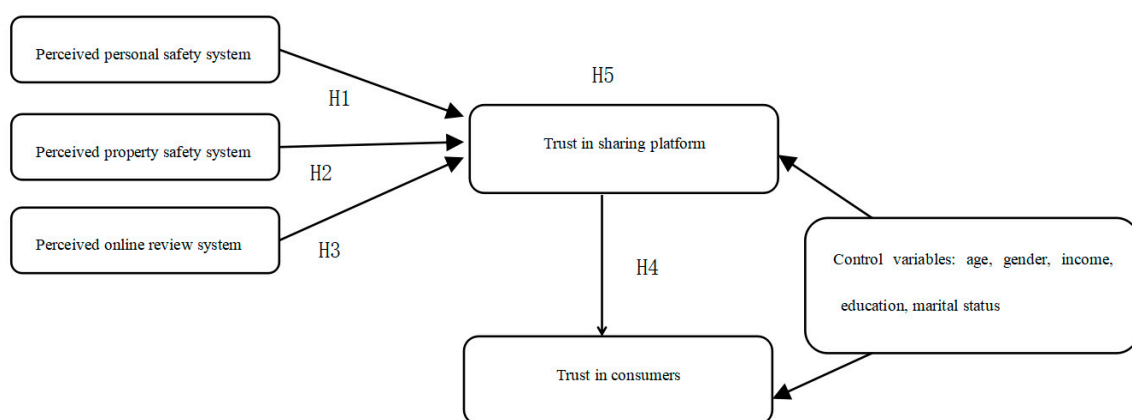 Perceived personal safety system
H1
H5
Perceived property safety system
H2
Trust in sharing platform
Perceived online review system
H3
H4
Control variables: age, gender, income,
education, marital status
Trust in consumers